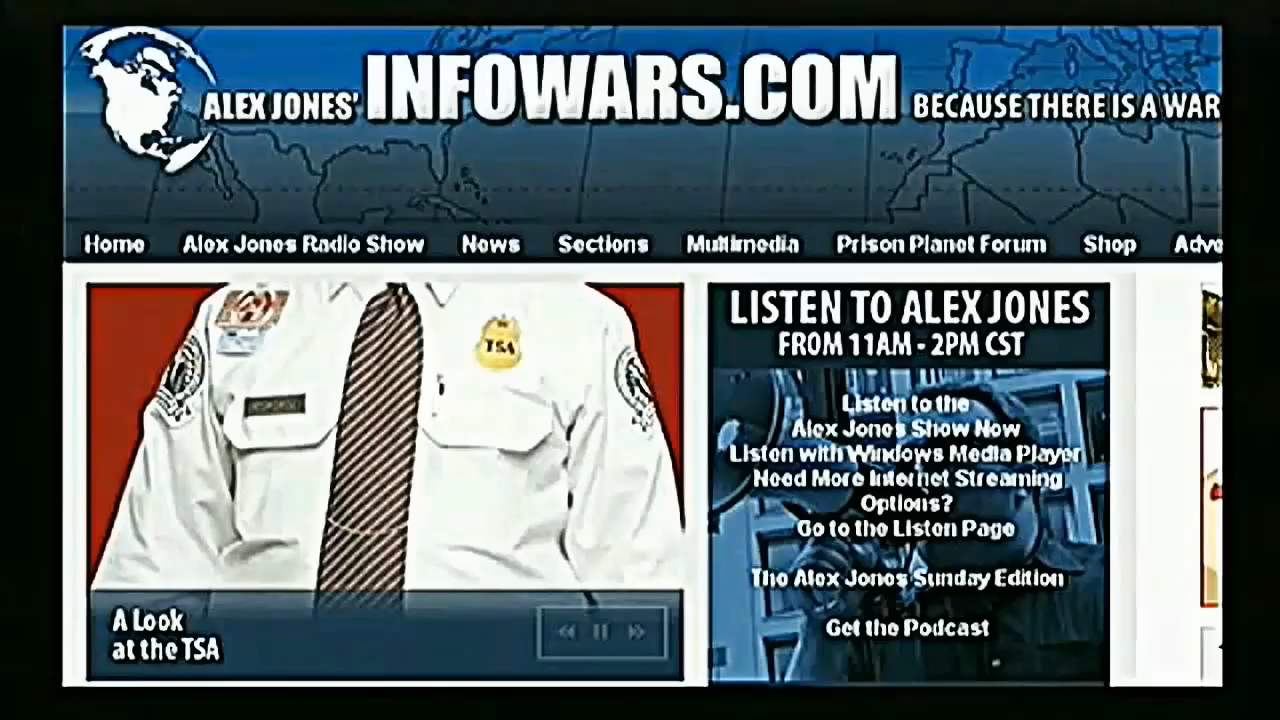 ALEX JONES' INFOWARS.COM BECAUSE THERE IS A WAR
Home Alex Jones Radio Show News Sections Multimedia Prison Planet Forum Shop Adve
TSA
A Look
at the TSA
LISTEN TO ALEX JONES
FROM 11AM - 2PM CST
Listen to the
Alex Jones Show Now
Listen with Windows Media Player
Need More Internet Streaming
Options?
Go to the Listen Page
The Alex Jones Sunday Edition
Get the Podcast